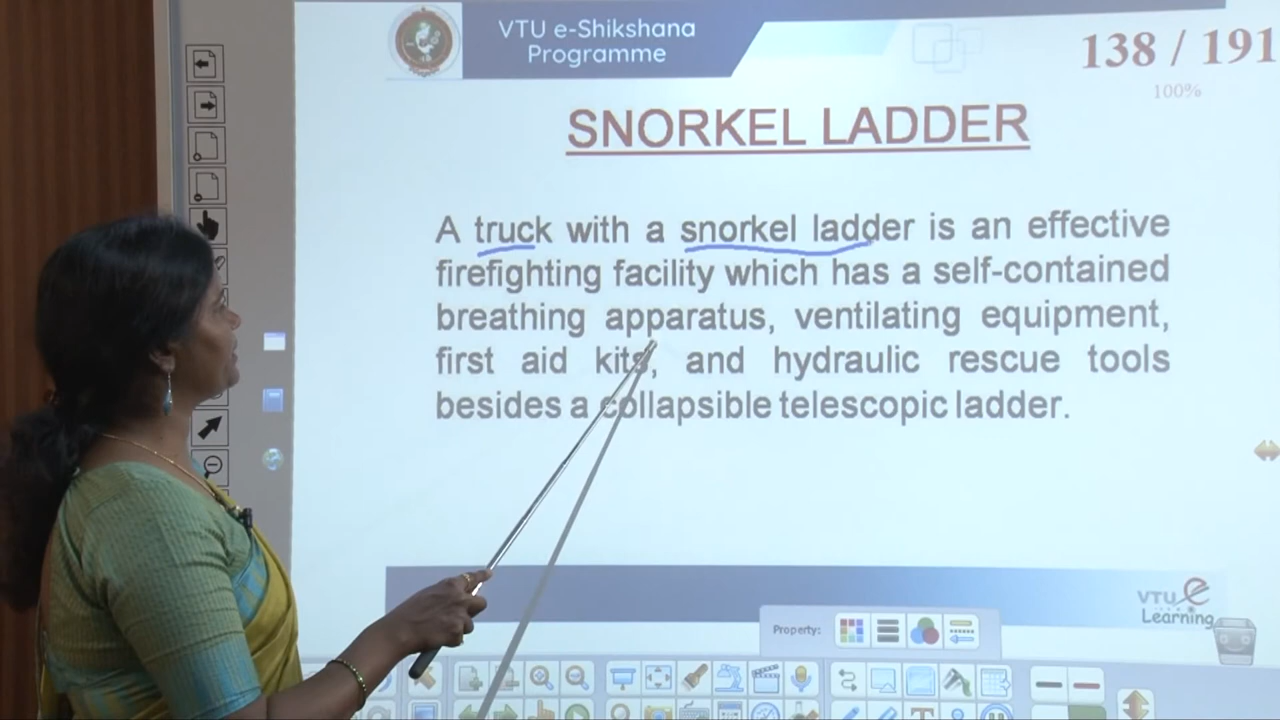 VTU e-Shikshana
Programme
138 / 191
100%
SNORKEL LADDER
A truck with a snorkel ladder is an effective
firefighting facility which has a self-contained
breathing apparatus, ventilating equipment,
first aid kits, and hydraulic rescue tools
besides a collapsible telescopic ladder.
VTU e
Learning
Property: